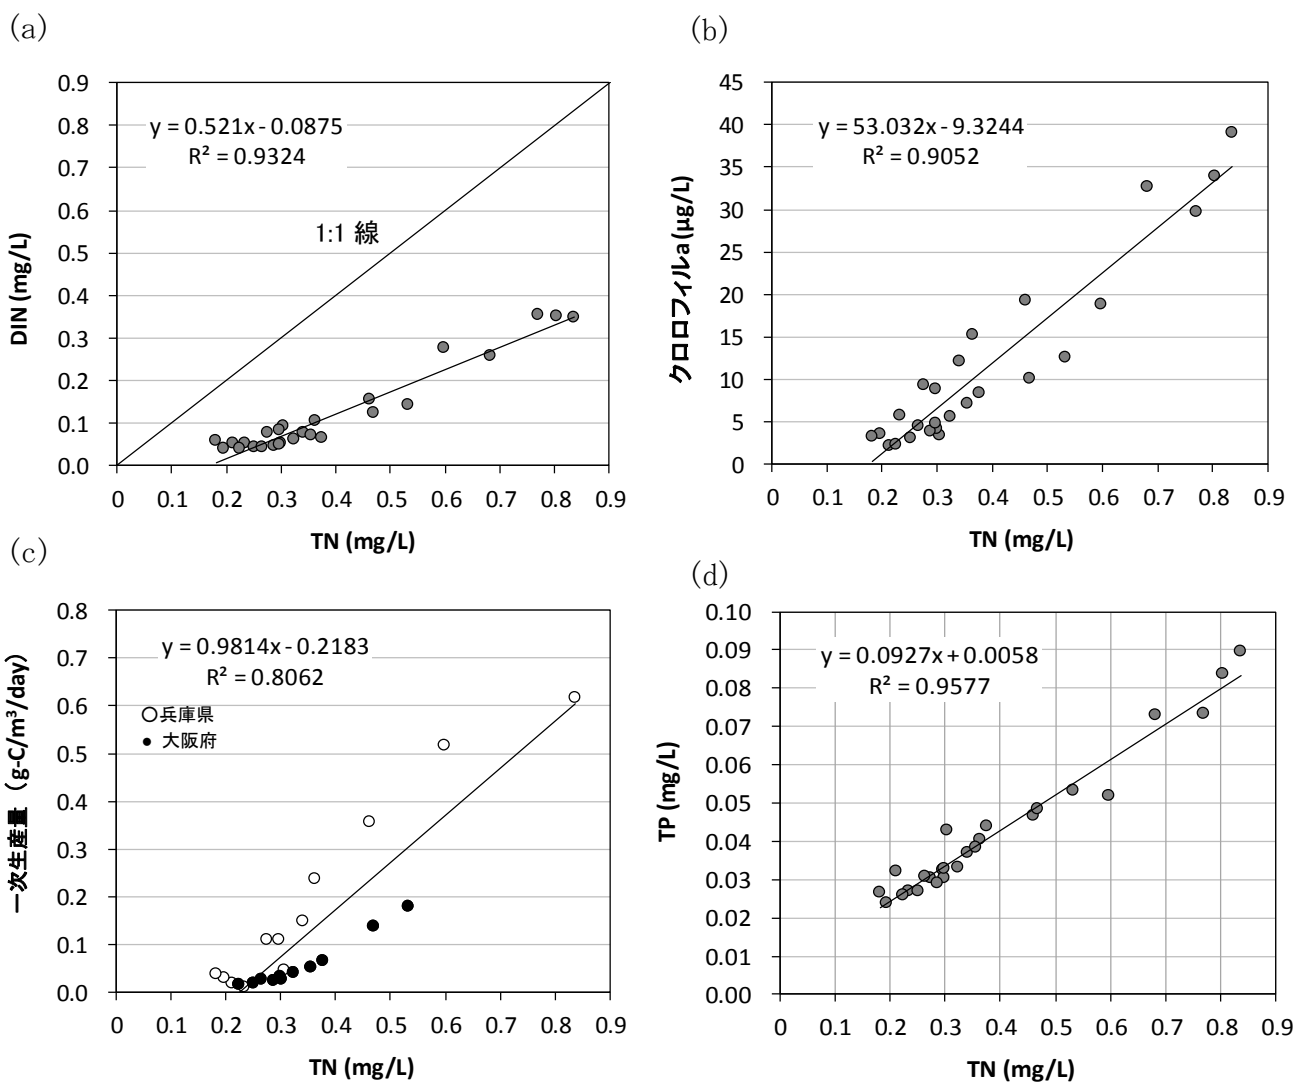 (a)
0.9
0.8
0.7
0.6
0.5
0.4
0.3
0.2
0.1
0.0
DIN (mg/L)
y = 0.521x - 0.0875
R² = 0.9324
1:1 線
0 0.1 0.2 0.3 0.4 0.5 0.6 0.7 0.8 0.9
TN (mg/L)
(b)
45
40
35
30
25
20
15
10
5
0
クロロフィルa (μg/L)
y = 53.032x - 9.3244
R² = 0.9052
0 0.1 0.2 0.3 0.4 0.5 0.6 0.7 0.8 0.9
TN (mg/L)
(c)
0.8
0.7
0.6
0.5
0.4
0.3
0.2
0.1
0.0
一次生産量 (g-C/m³/day)
y = 0.9814x - 0.2183
R² = 0.8062
兵庫県
大阪府
0 0.1 0.2 0.3 0.4 0.5 0.6 0.7 0.8 0.9
TN (mg/L)
(d)
0.10
0.09
0.08
0.07
0.06
0.05
0.04
0.03
0.02
0.01
0.00
TP (mg/L)
y = 0.0927x + 0.0058
R² = 0.9577
0 0.1 0.2 0.3 0.4 0.5 0.6 0.7 0.8 0.9
TN (mg/L)